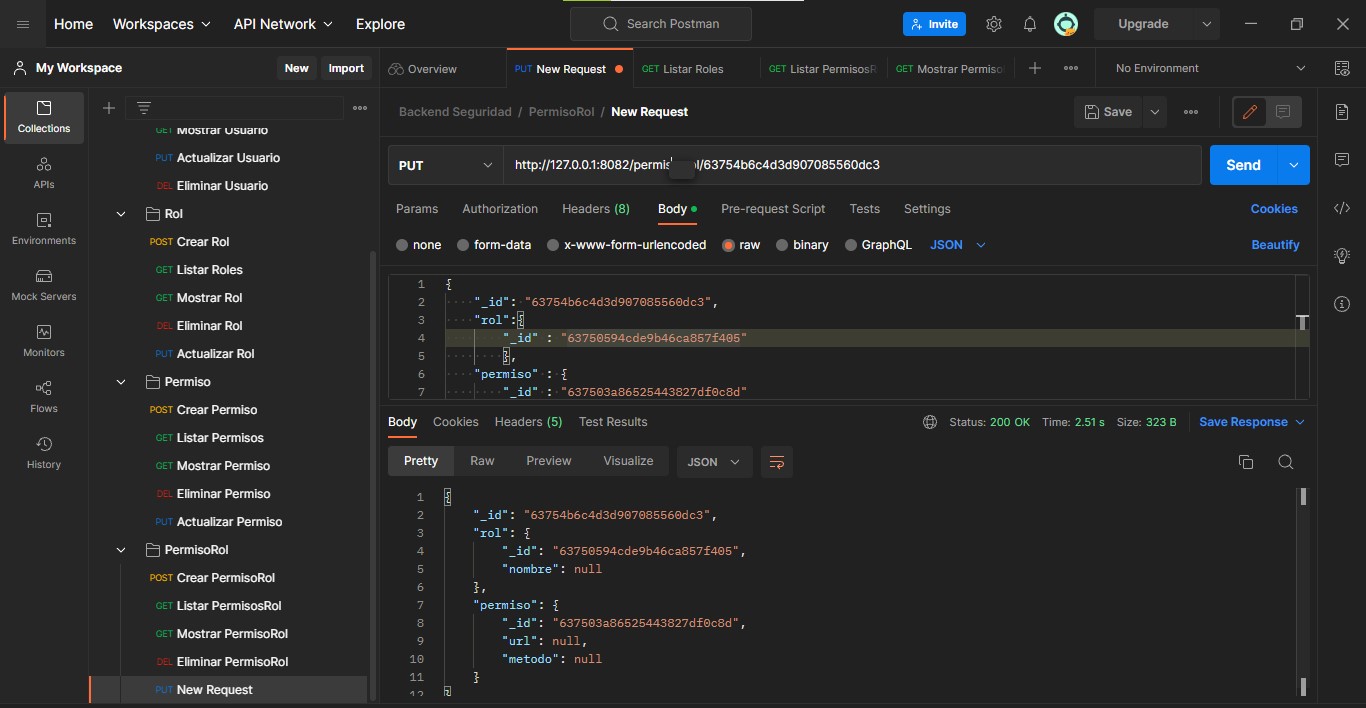 Home Workspaces API Network Explore Search Postman Invite Upgrade
My Workspace New Import Overview PUT New Request GET Listar Roles GET Listar PermisosR GET Mostrar Permiso No Environment
Collections
APIs
Environments
Mock Servers
Monitors
Flows
History
GET Mostrar Usuario
PUT Actualizar Usuario
DEL Eliminar Usuario
Rol
POST Crear Rol
GET Listar Roles
GET Mostrar Rol
DEL Eliminar Rol
PUT Actualizar Rol
Permiso
POST Crear Permiso
GET Listar Permisos
GET Mostrar Permiso
DEL Eliminar Permiso
PUT Actualizar Permiso
PermisoRol
POST Crear PermisoRol
GET Listar PermisosRol
GET Mostrar PermisoRol
DEL Eliminar PermisoRol
PUT New Request
Backend Seguridad / PermisoRol / New Request Save
PUT http://127.0.0.1:8082/permis l/63754b6c4d3d907085560dc3 Send
Params Authorization Headers (8) Body Pre-request Script Tests Settings Cookies
none form-data x-www-form-urlencoded raw binary GraphQL JSON Beautify
1 {
2 "_id": "63754b6c4d3d907085560dc3",
3 "rol":{
4 "_id" : "63750594cde9b46ca857f405"
5 },
6 "permiso" : {
7 "_id" : "637503a86525443827df0c8d"
Body Cookies Headers (5) Test Results Status: 200 OK Time: 2.51 s Size: 323 B Save Response
Pretty Raw Preview Visualize JSON
1 {
2 "_id": "63754b6c4d3d907085560dc3",
3 "rol": {
4 "_id": "63750594cde9b46ca857f405",
5 "nombre": null
6 },
7 "permiso": {
8 "_id": "637503a86525443827df0c8d",
9 "url": null,
10 "metodo": null
11 }
12 }